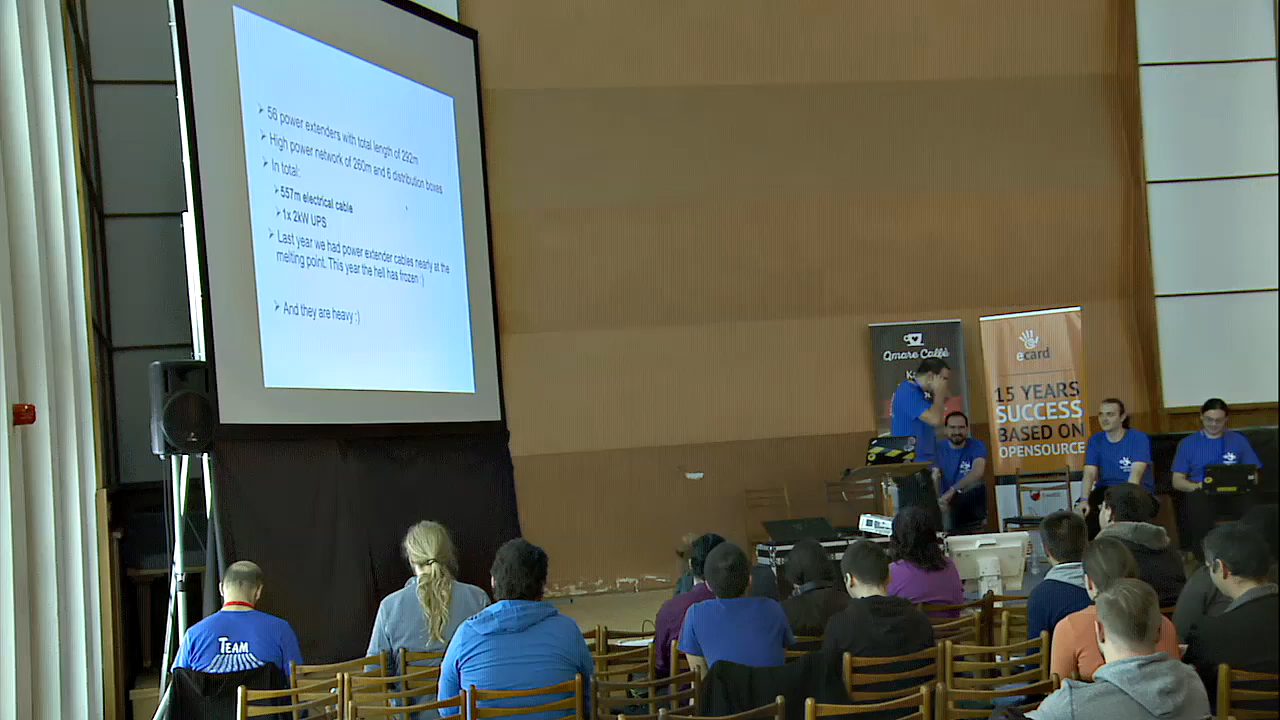 ➢ 56 power extenders with total length of 292m
➢ High power network of 260m and 6 distribution boxes
➢ In total:
➢ 557m electrical cable
➢ 1x 2kW UPS
➢ Last year we had power extender cables nearly at the
melting point. This year the hell has frozen :)
➢ And they are heavy :)
Qmare Caffè
ecard
15 YEARS
SUCCESS
BASED ON
OPENSOURCE
TEAM